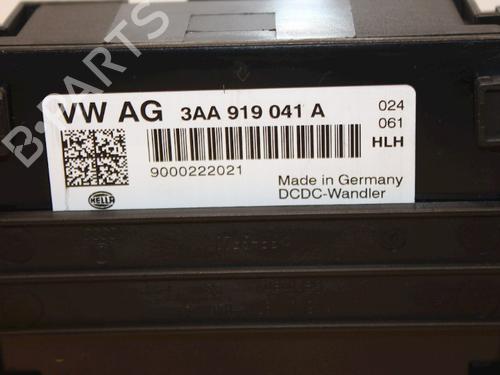 VW AG 3AA 919 041 A 024
061
HLH
9000222021
Made in Germany
DCDC-Wandler
HELLA
B-PARTS